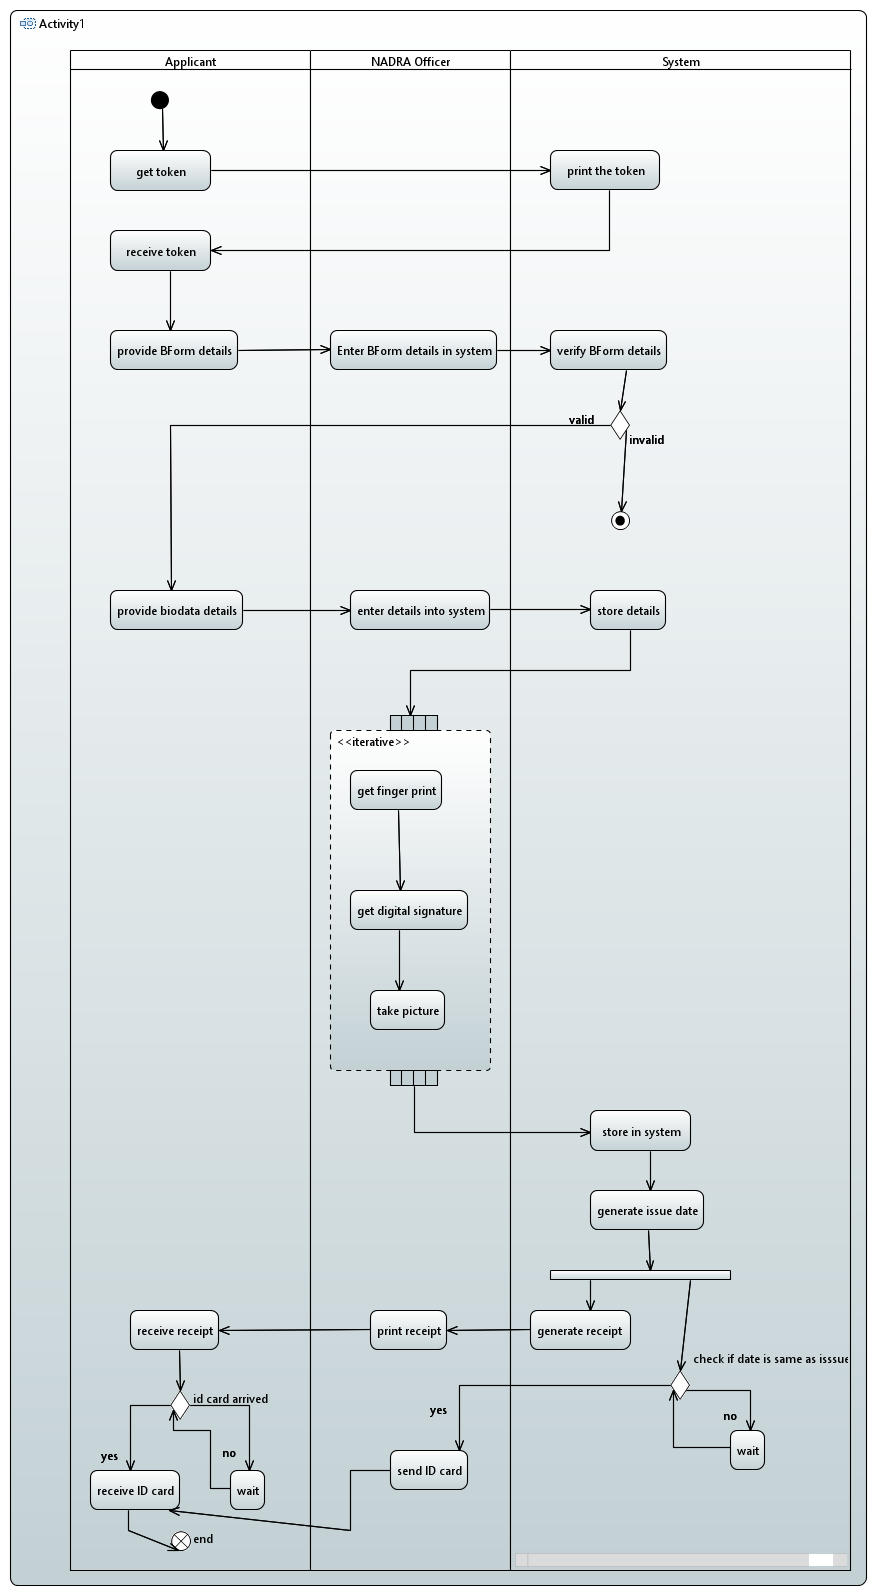 Activity1
Applicant
NADRA Officer
System
get token
print the token
receive token
provide BForm details
Enter BForm details in system
verify BForm details
valid
invalid
provide biodata details
enter details into system
store details
<<iterative>>
get finger print
get digital signature
take picture
store in system
generate issue date
receive receipt
print receipt
generate receipt
check if date is same as isssue
id card arrived
yes
no
yes
no
receive ID card
wait
send ID card
wait
end